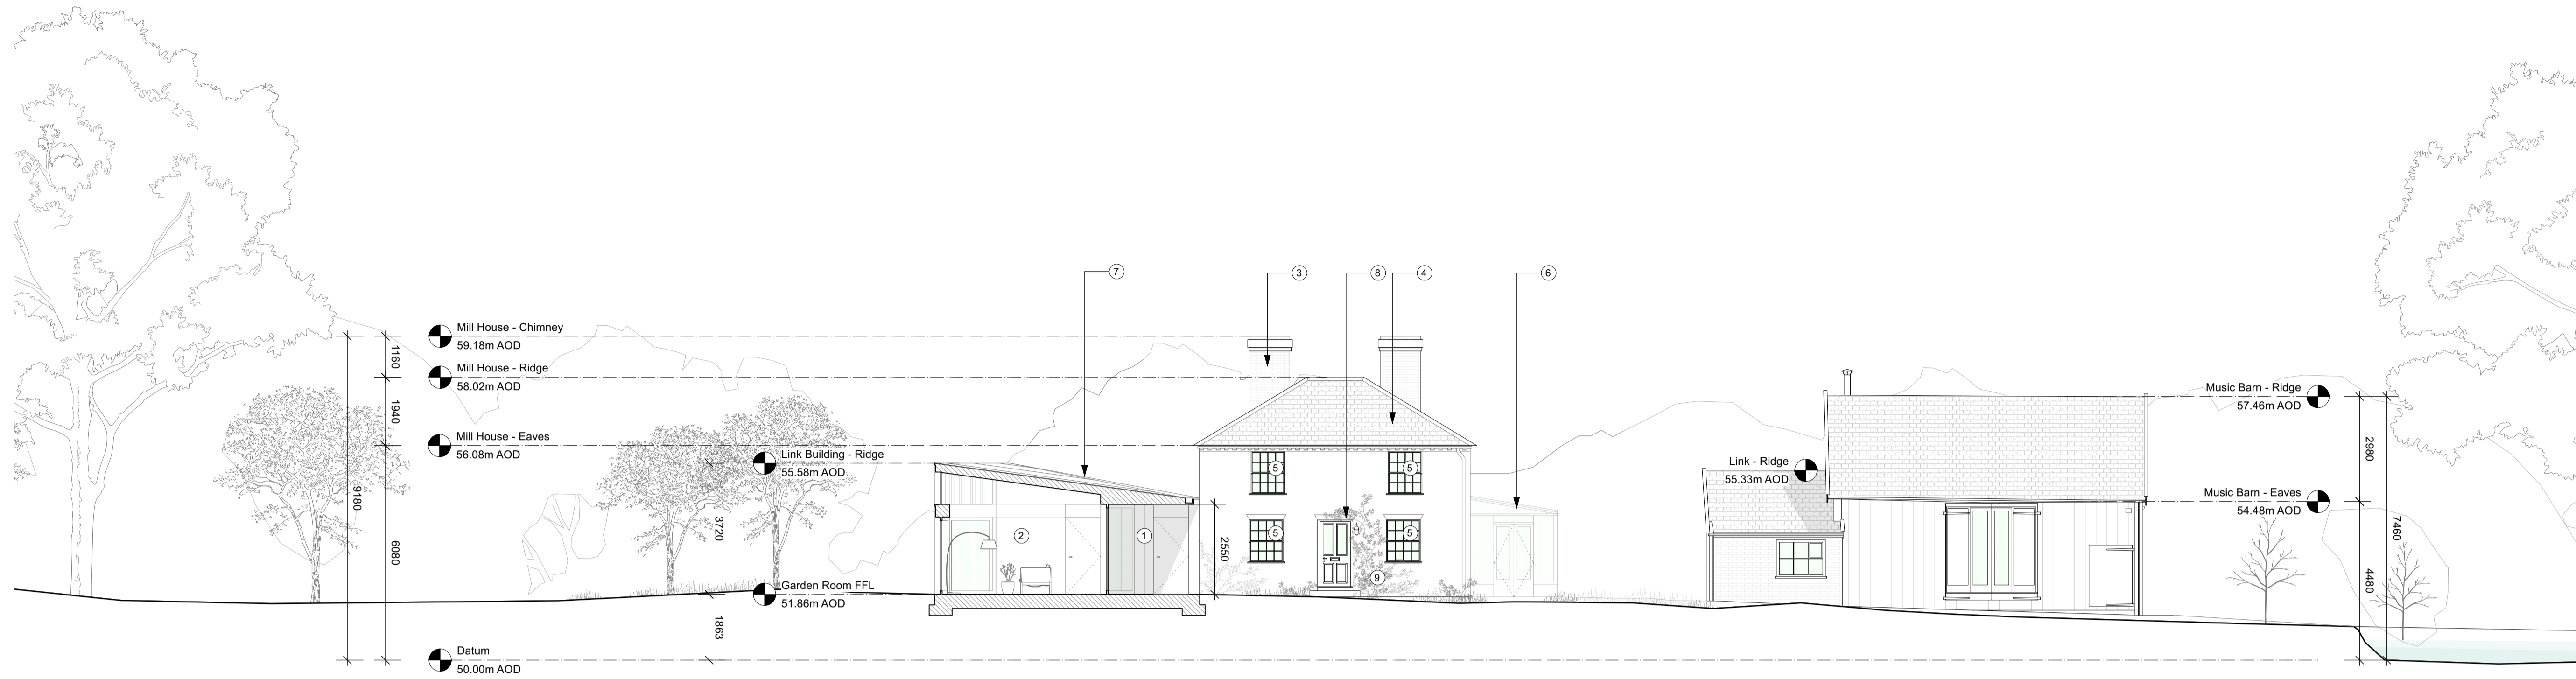 7
3
8
4
6
Mill House - Chimney
59.18m AOD
1160
Mill House - Ridge
58.02m AOD
Music Barn - Ridge
57.46m AOD
1940
Mill House - Eaves
56.08m AOD
Link Building - Ridge
55.58m AOD
Link - Ridge
55.33m AOD
2980
5
5
Music Barn - Eaves
54.48m AOD
9180
3720
6080
2
1
2550
5
5
7460
9
4480
Garden Room FFL
51.86m AOD
1863
Datum
50.00m AOD